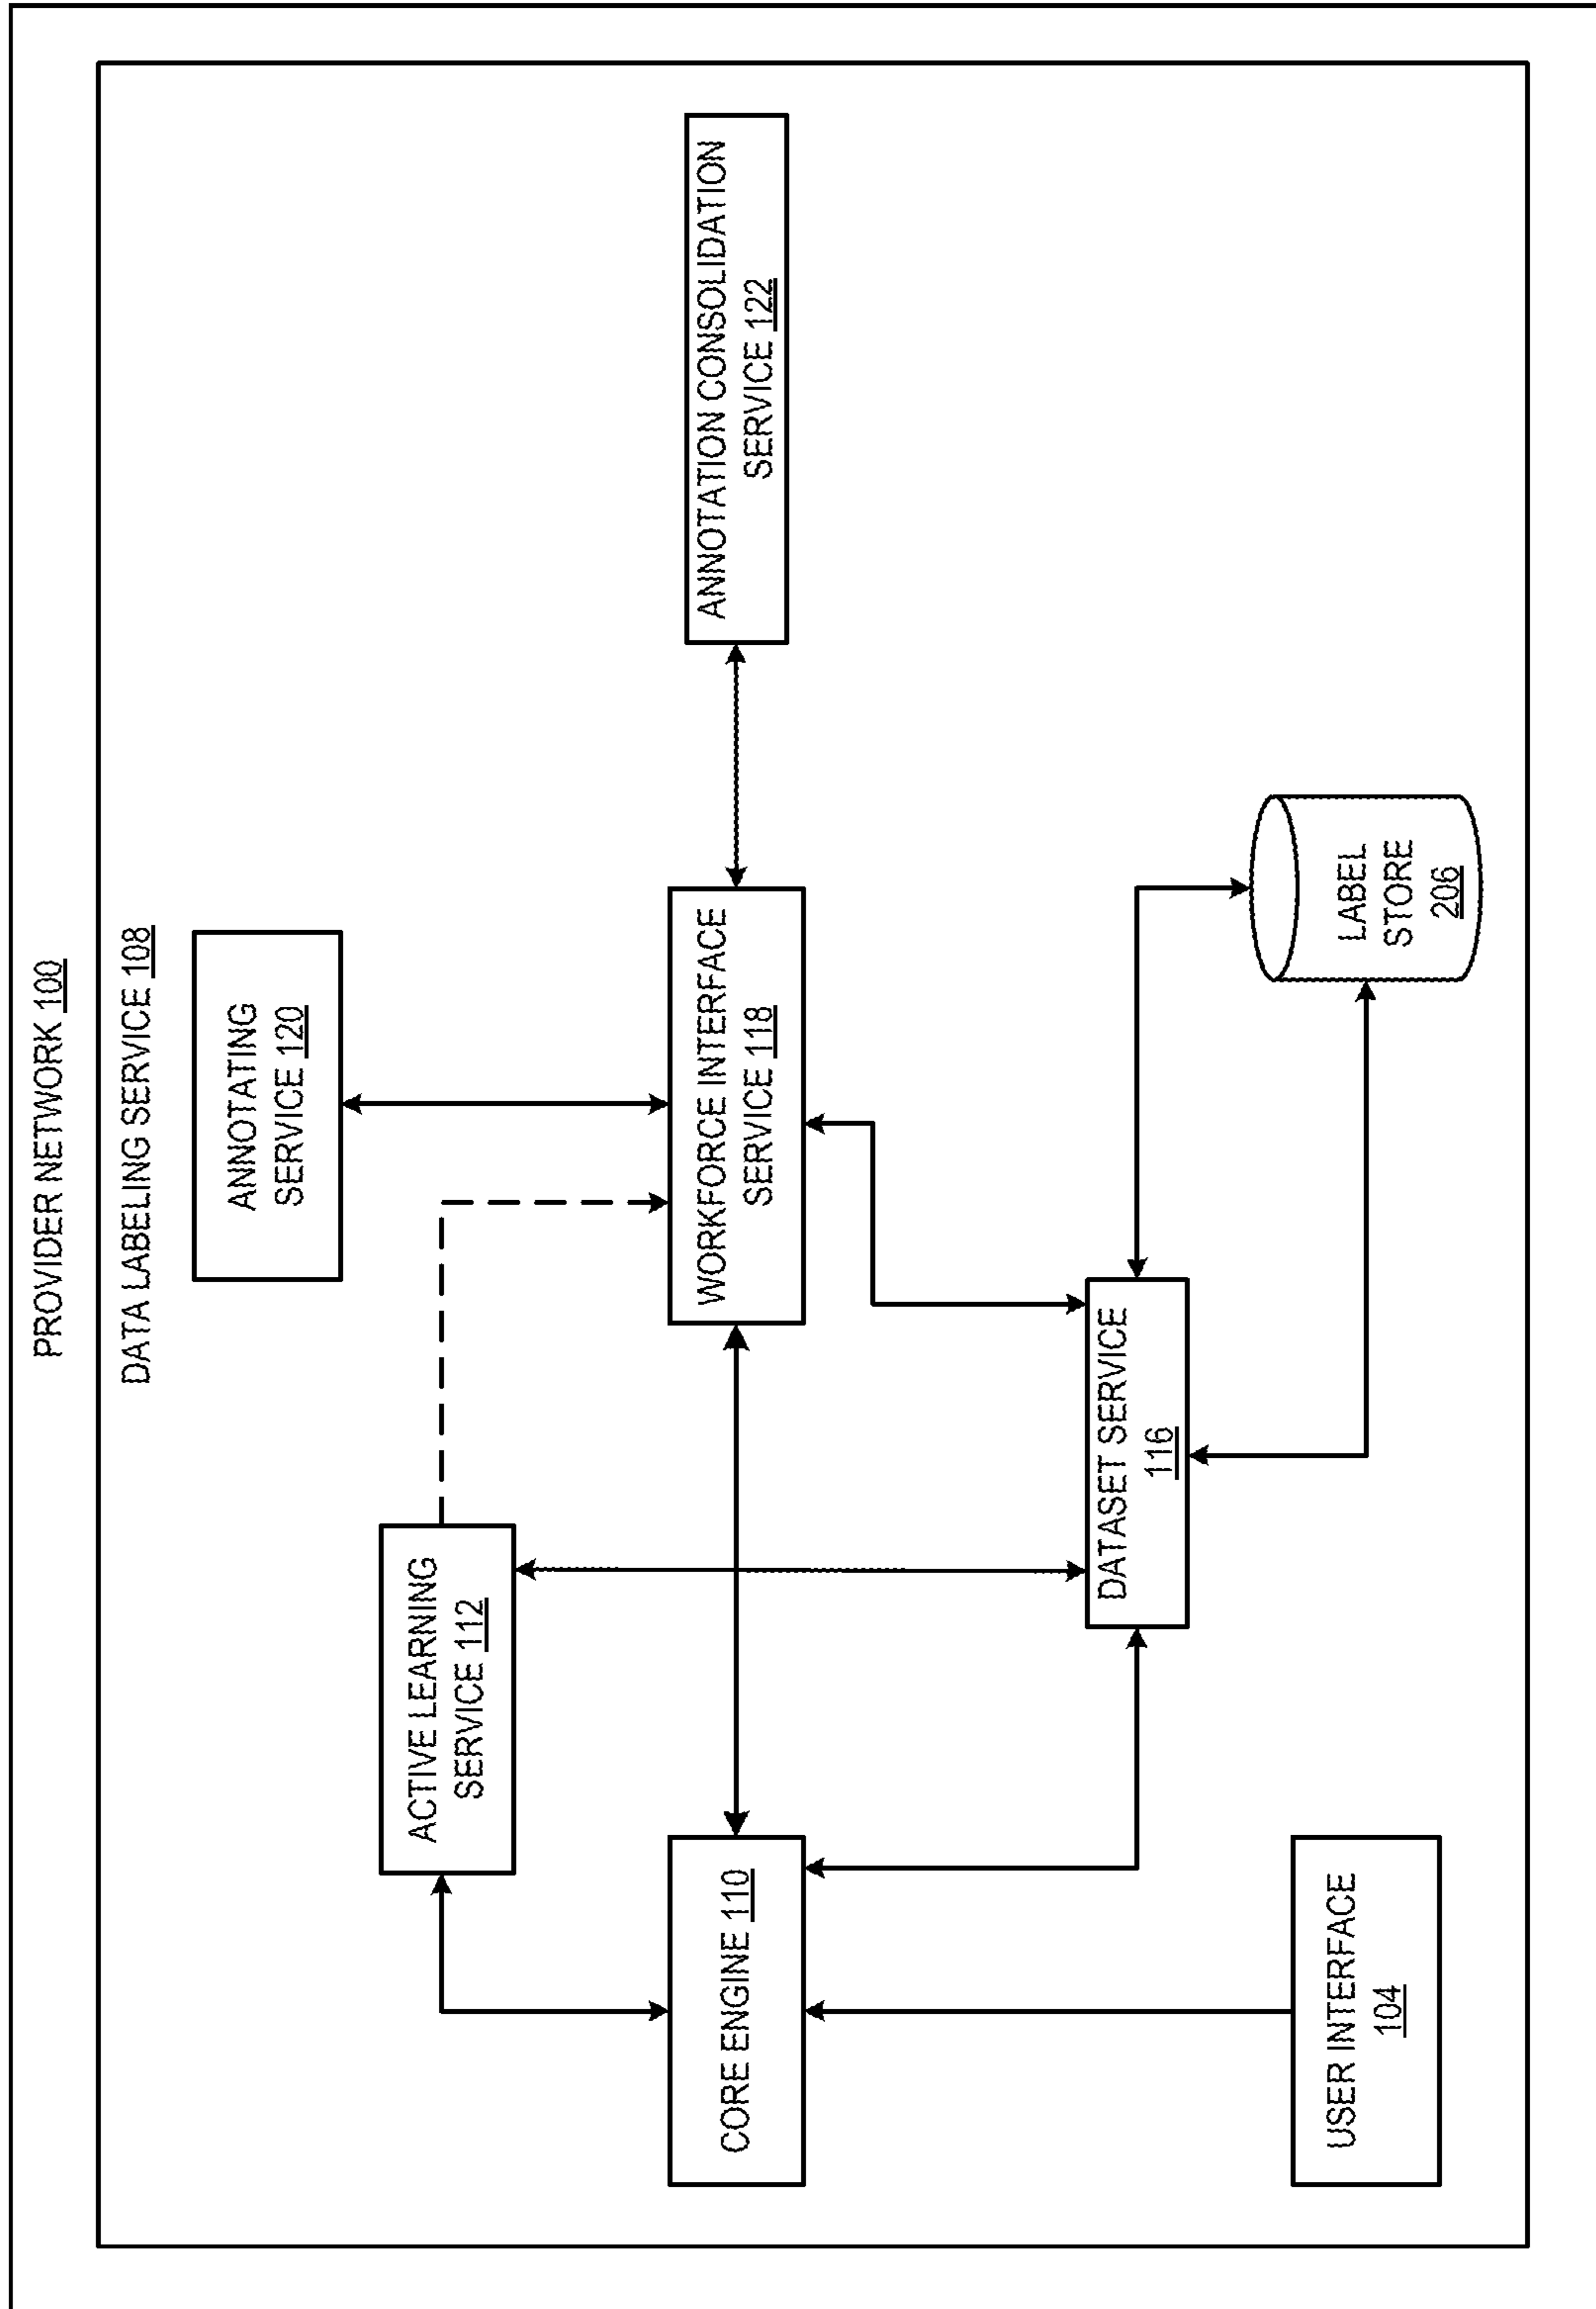 PROVIDER NETWORK 100
DATA LABELING SERVICE 108
ANNOTATING
SERVICE 120
ACTIVE LEARNING
SERVICE 112
CORE ENGINE 110
WORKFORCE INTERFACE
SERVICE 118
ANNOTATION CONSOLIDATION
SERVICE 122
DATASET SERVICE
116
USER INTERFACE
104
LABEL
STORE
206